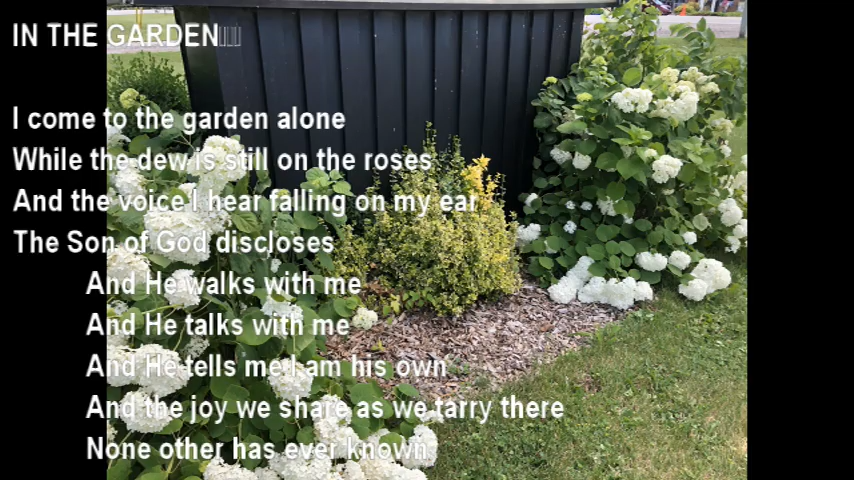 IN THE GARDEN
I come to the garden alone
While the dew is still on the roses
And the voice I hear falling on my ear
The Son of God discloses
And He walks with me
And He talks with me
And He tells me I am his own
And the joy we share as we tarry there
None other has ever known